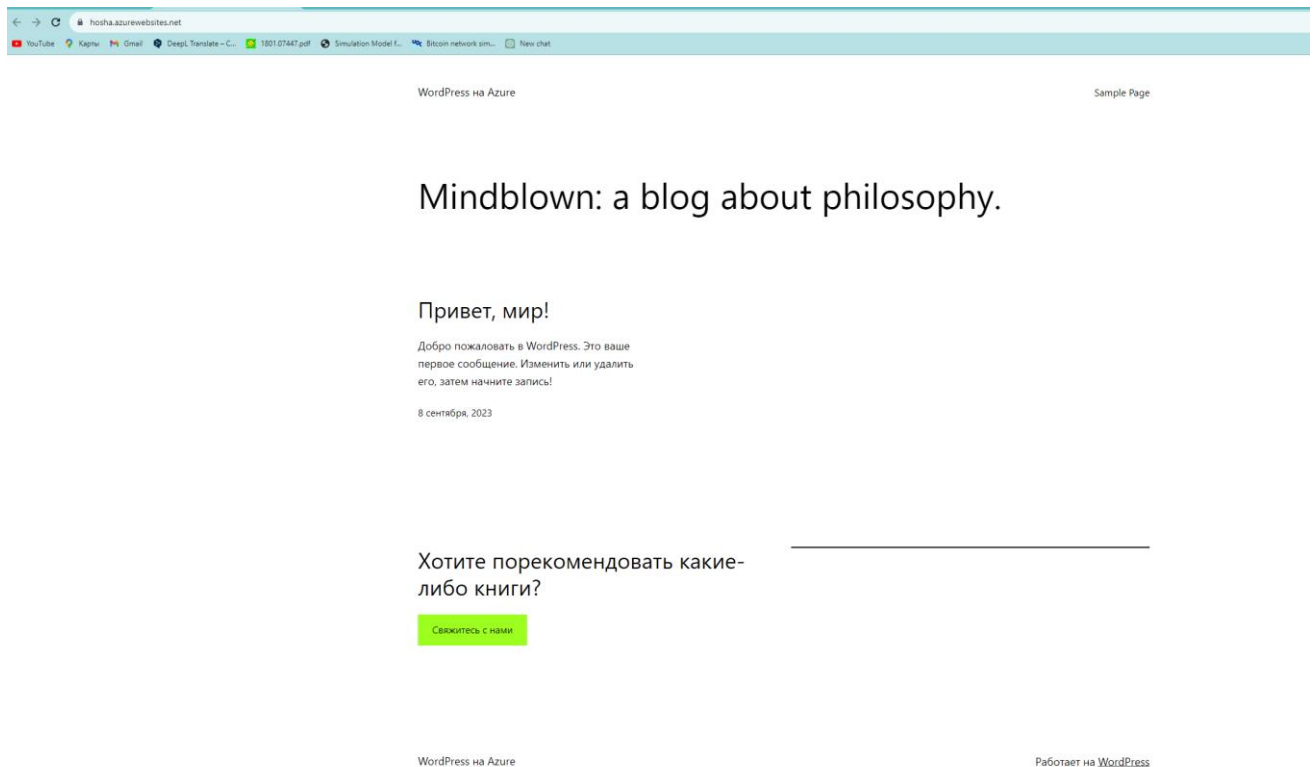 hosha.azurewebsites.net
YouTube Карты Gmail DeepL Translate – C... 1801.07447.pdf Simulation Model f... Bitcoin network sim... New chat
WordPress на Azure Sample Page
Mindblown: a blog about philosophy.
Привет, мир!
Добро пожаловать в WordPress. Это ваше
первое сообщение. Изменить или удалить
его, затем начните запись!
8 сентября, 2023
Хотите порекомендовать какие-
либо книги?
Свяжитесь с нами
WordPress на Azure Работает на WordPress